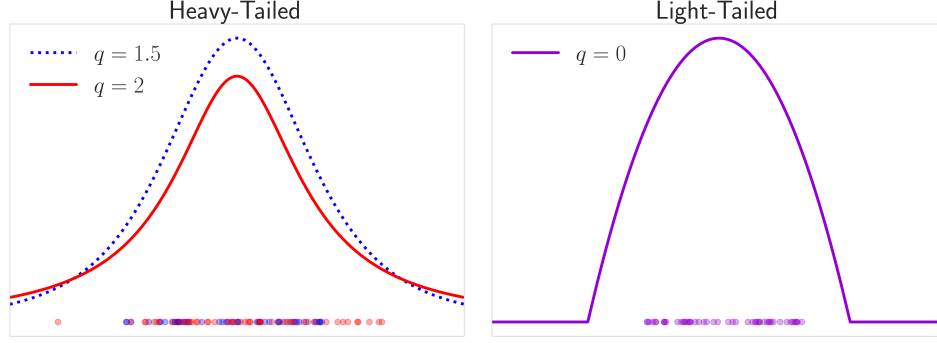 Heavy-Tailed
q = 1.5
q = 2
Light-Tailed
q = 0